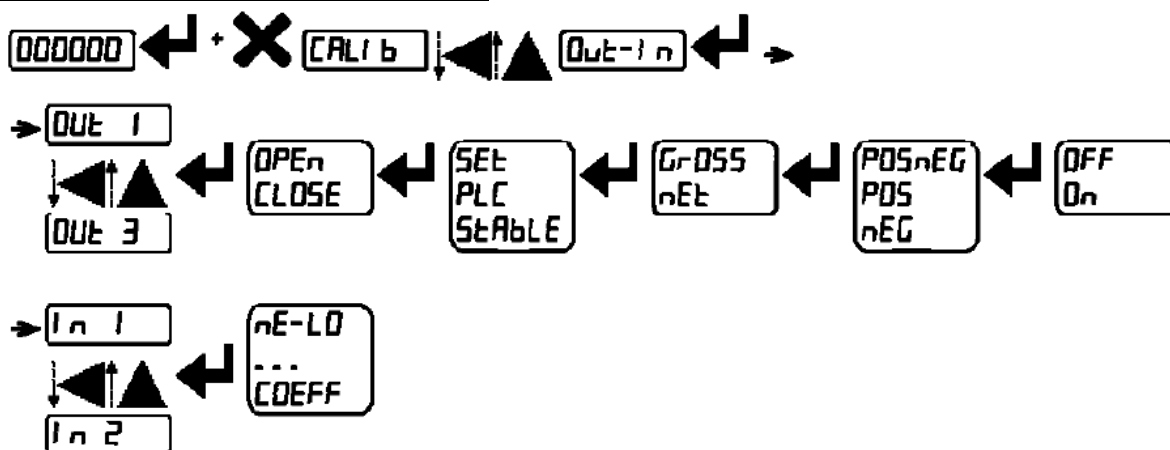 000000 + CALIb Out-In
OUt 1
OPEn
CLOSE
SEt
PLC
StAbLE
GrOSS
nEt
POSnEG
POS
nEG
OFF
On
OUt 3
In 1
nE-LO
...
COEFF
In 2